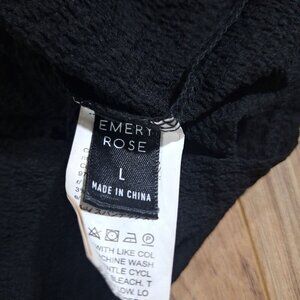 EMERY
ROSE
L
MADE IN CHINA
WITH LIKE COL
CHINE WASH
NTLE CYCL
BLEACH. T
LOW. LO